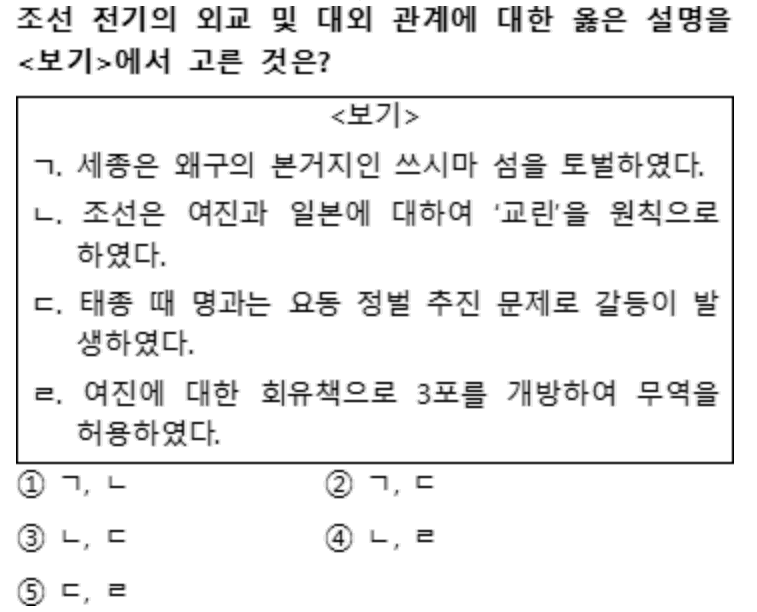 조선 전기의 외교 및 대외 관계에 대한 옳은 설명을
<보기>에서 고른 것은?
<보기>
ㄱ. 세종은 왜구의 본거지인 쓰시마 섬을 토벌하였다.
ㄴ. 조선은 여진과 일본에 대하여 ‘교린’을 원칙으로
하였다.
ㄷ. 태종 때 명과는 요동 정벌 추진 문제로 갈등이 발
생하였다.
ㄹ. 여진에 대한 회유책으로 3포를 개방하여 무역을
허용하였다.
① ㄱ, ㄴ ② ㄱ, ㄷ
③ ㄴ, ㄷ ④ ㄴ, ㄹ
⑤ ㄷ, ㄹ